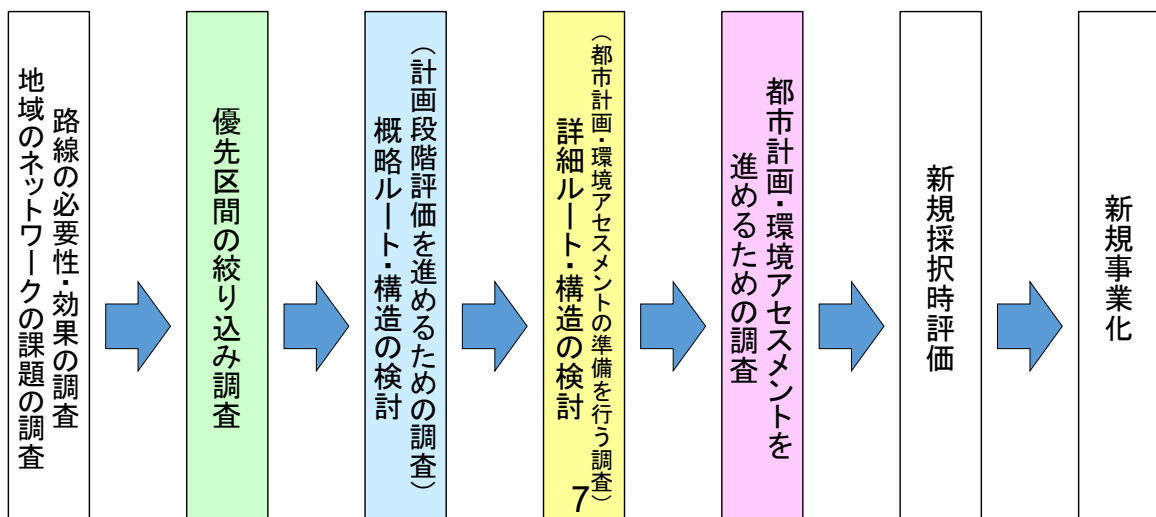 路線の必要性・効果の調査
地域のネットワークの課題の調査
優先区間の絞り込み調査
（計画段階評価を進めるための調査）
概略ルート・構造の検討
（都市計画・環境アセスメントの準備を行う調査）
詳細ルート・構造の検討
7
都市計画・環境アセスメントを
進めるための調査
新規採択時評価
新規事業化